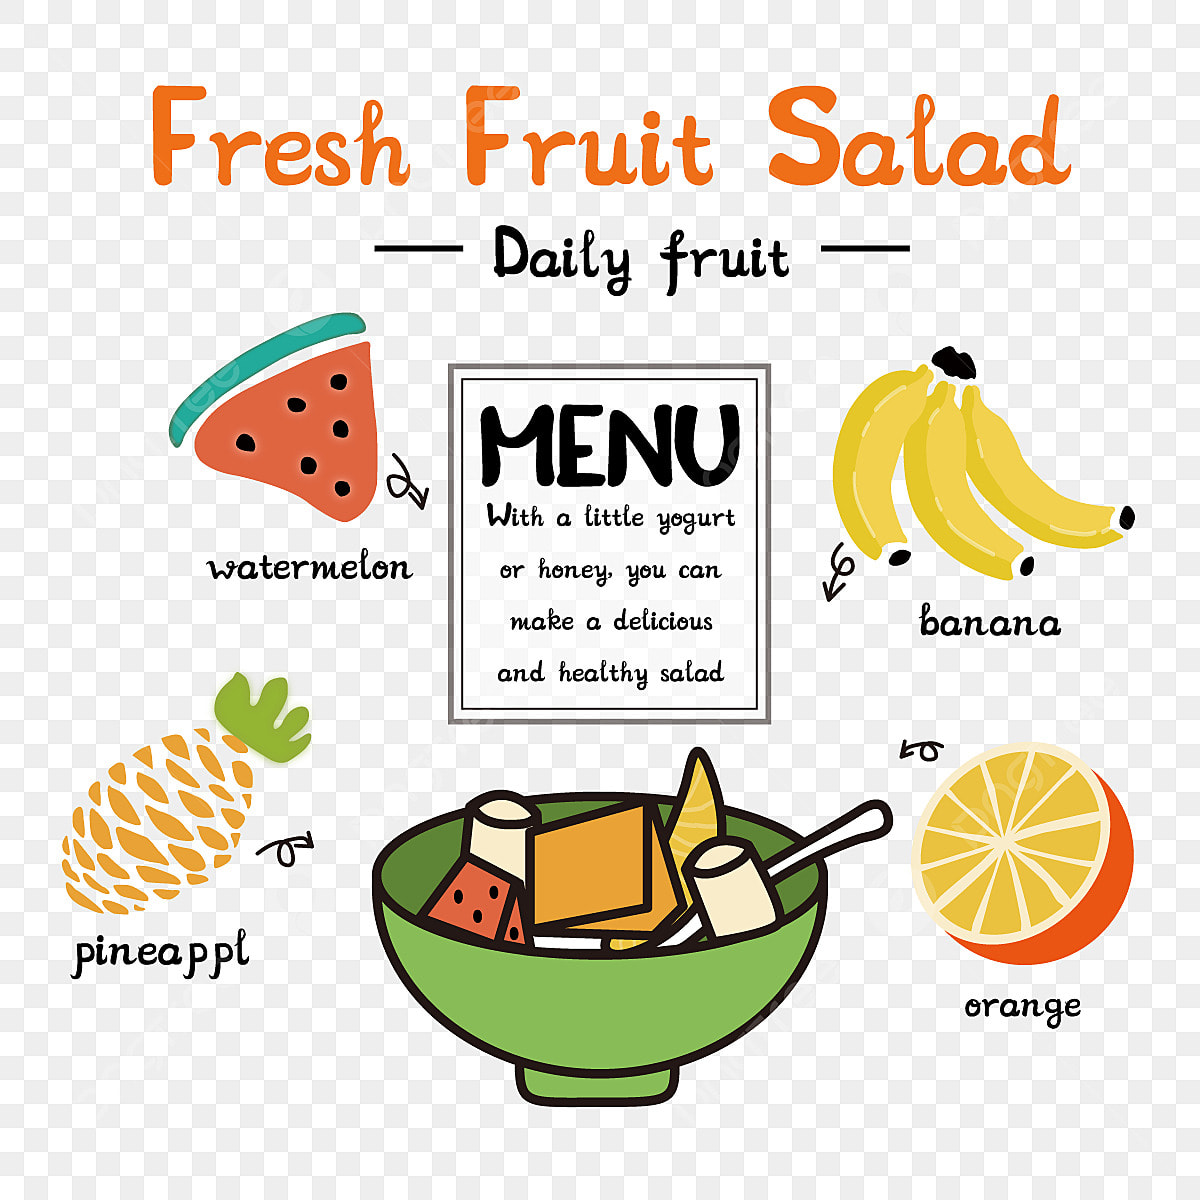 Fresh Fruit Salad
Daily fruit
MENU
With a little yogurt
or honey, you can
make a delicious
and healthy salad
watermelon
banana
pineappl
orange